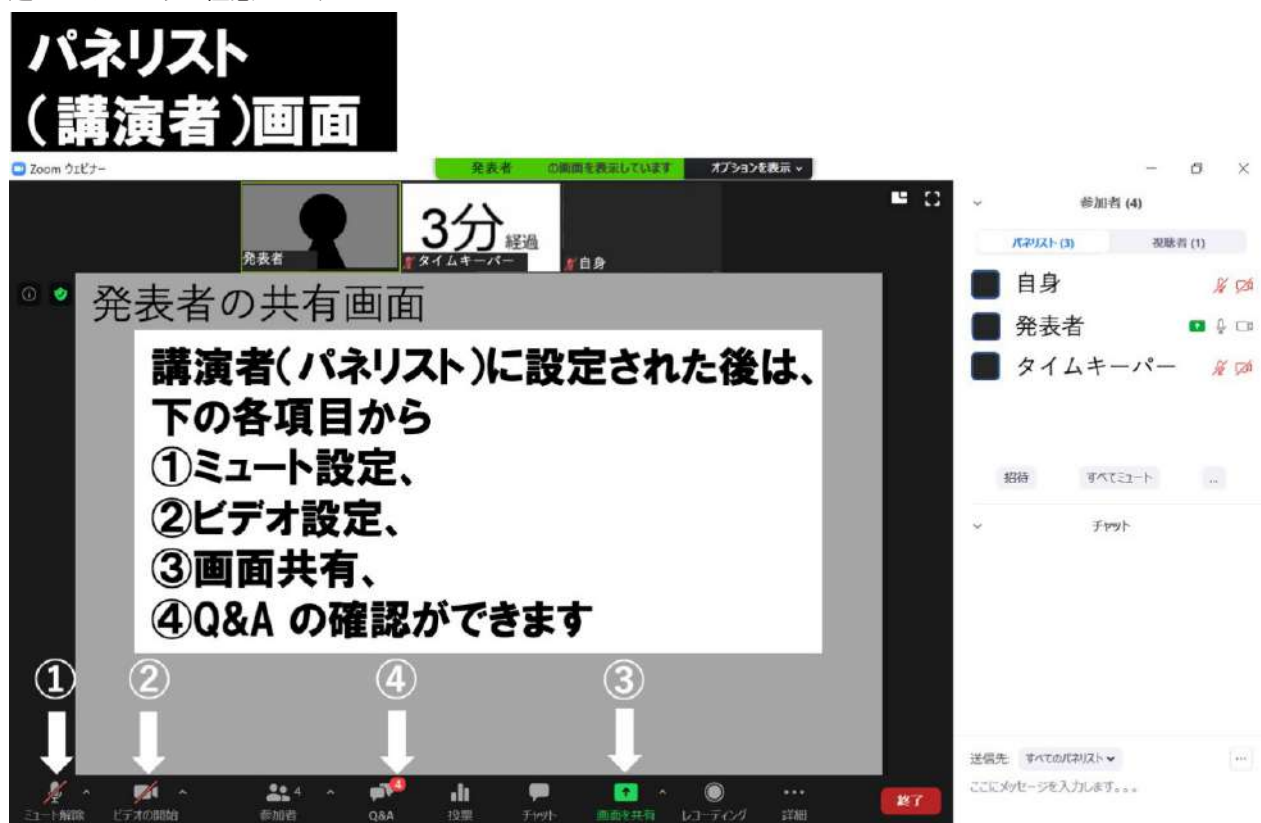 パネリスト
（講演者）画面
Zoom ウェビナー
発表者 の画面を表示しています オプションを表示
発表者
3分 経過
タイムキーパー
自身
発表者の共有画面
講演者（パネリスト）に設定された後は、
下の各項目から
①ミュート設定、
②ビデオ設定、
③画面共有、
④Q&A の確認ができます
① ② ④ ③
ミュート解除 ビデオの開始 4 参加者 4 Q&A 投票 チャット 画面を共有 レコーディング 詳細 終了
参加者 (4)
パネリスト (3) 視聴者 (1)
自身
発表者
タイムキーパー
招待 すべてミュート ...
チャット
送信先: すべてのパネリスト ...
ここにメッセージを入力します。。。